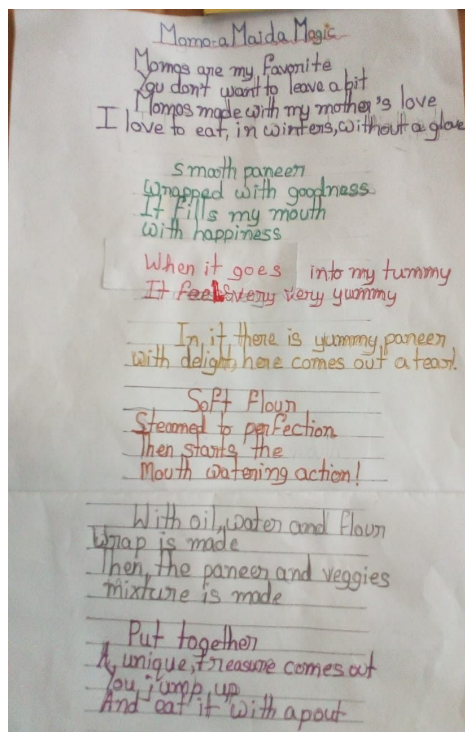 Momo:a Maida Magic
Momos are my favorite
You don't want to leave a bit
Momos made with my mother's love
I love to eat, in winters, without a glove
smooth paneer
Wrapped with goodness
It fills my mouth
with happiness
When it goes into my tummy
It feels very very yummy
In it there is yummy paneer
with delight, here comes out a tear!
Soft flour
Steamed to perfection
Then starts the
Mouth watering action!
With oil, water and flour
Wrap is made
Then, the paneer and veggies
mixture is made
Put together
A unique, treasure comes out
You jump up
And eat it with a pout